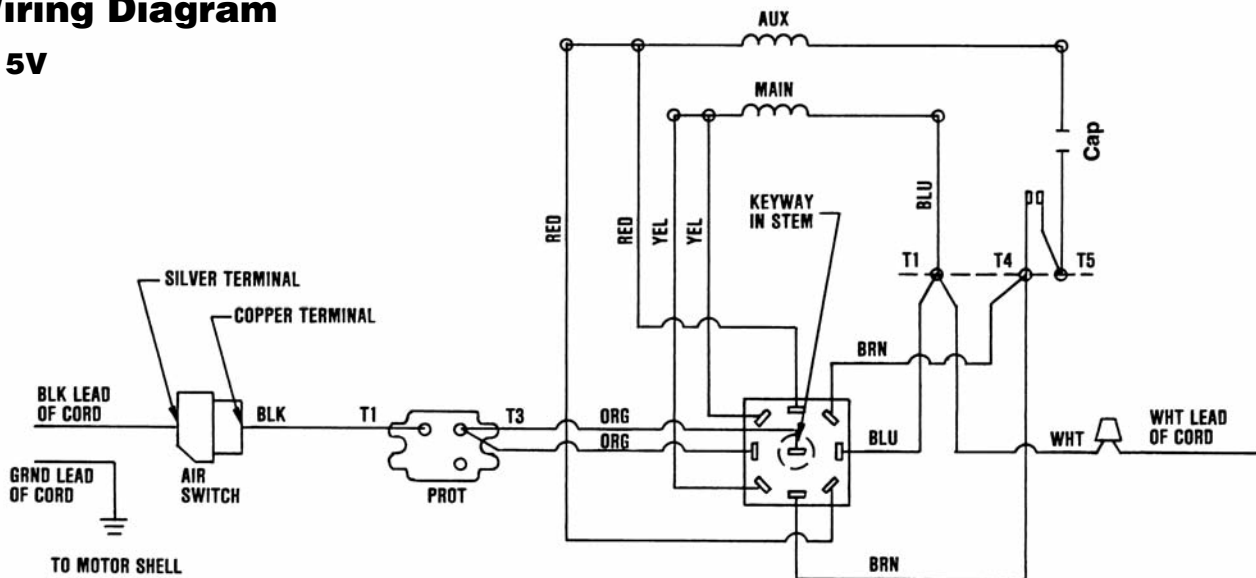 Wiring Diagram
5V
AUX
MAIN
Cap
RED
RED
YEL
YEL
BLU
KEYWAY
IN STEM
T1
T4
T5
SILVER TERMINAL
COPPER TERMINAL
BRN
BLK LEAD
OF CORD
BLK
T1
T3
ORG
ORG
BLU
WHT
WHT LEAD
OF CORD
GRND LEAD
OF CORD
AIR
SWITCH
PROT
TO MOTOR SHELL
BRN